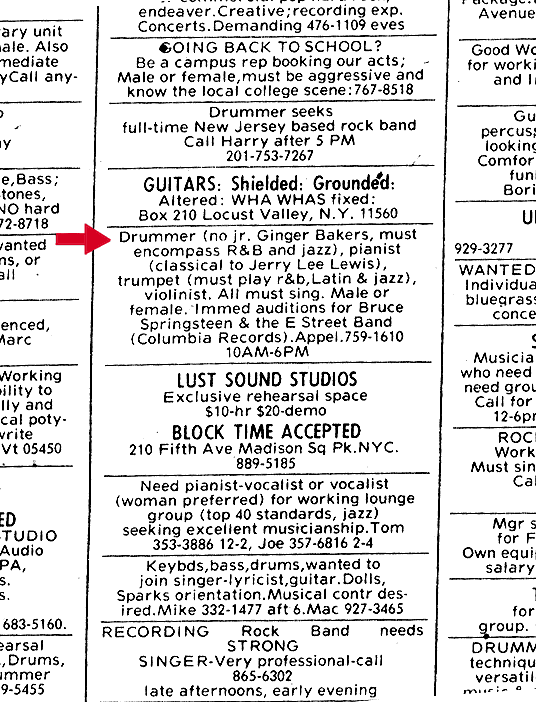 endeavor.Creative;recording exp.
Concerts.Demanding 476-1109 eves
GOING BACK TO SCHOOL?
Be a campus rep booking our acts;
Male or female,must be aggressive and
know the local college scene:767-8518
Drummer seeks
full-time New Jersey based rock band
Call Harry after 5 PM
201-753-7267
GUITARS: Shielded: Grounded:
Altered: WHA WHAS fixed:
Box 210 Locust Valley, N.Y. 11560
Drummer (no jr. Ginger Bakers, must
encompass R&B and jazz), pianist
(classical to Jerry Lee Lewis),
trumpet (must play r&b,Latin & jazz),
violinist. All must sing. Male or
female. Immed auditions for Bruce
Springsteen & the E Street Band
(Columbia Records).Appel.759-1610
10AM-6PM
LUST SOUND STUDIOS
Exclusive rehearsal space
$10-hr $20-demo
BLOCK TIME ACCEPTED
210 Fifth Ave Madison Sq Pk.NYC.
889-5185
Need pianist-vocalist or vocalist
(woman preferred) for working lounge
group (top 40 standards, jazz)
seeking excellent musicianship.Tom
353-3886 12-2, Joe 357-6816 2-4
Keybds,bass,drums,wanted to
join singer-lyricist,guitar.Dolls,
Sparks orientation.Musical contr des-
ired.Mike 332-1477 aft 6.Mac 927-3465
RECORDING Rock Band needs
STRONG
SINGER-Very professional-call
865-6302
late afternoons, early evening
ary unit
ale. Also
mediate
yCall any-
e,Bass;
tones,
NO hard
72-8718
wanted
ns, or
all
enced,
Marc
Working
bility to
lly and
cal poty-
write
Vt 05450
ED
TUDIO
Audio
PA,
s.
s.
683-5160.
earsal
,Drums,
ummer
9-5455
Avenue
Good Wo
for worki
and I
Gu
percuss
looking
Comfor
fun
Bori
929-3277
WANTED
Individua
bluegrass
conce
Musicia
who need
need grou
Call for
12-6pr
ROC
Work
Must sin
Cal
Mgr s
for F
Own equip
salary
for
group.
DRUMM
techniqu
versatil